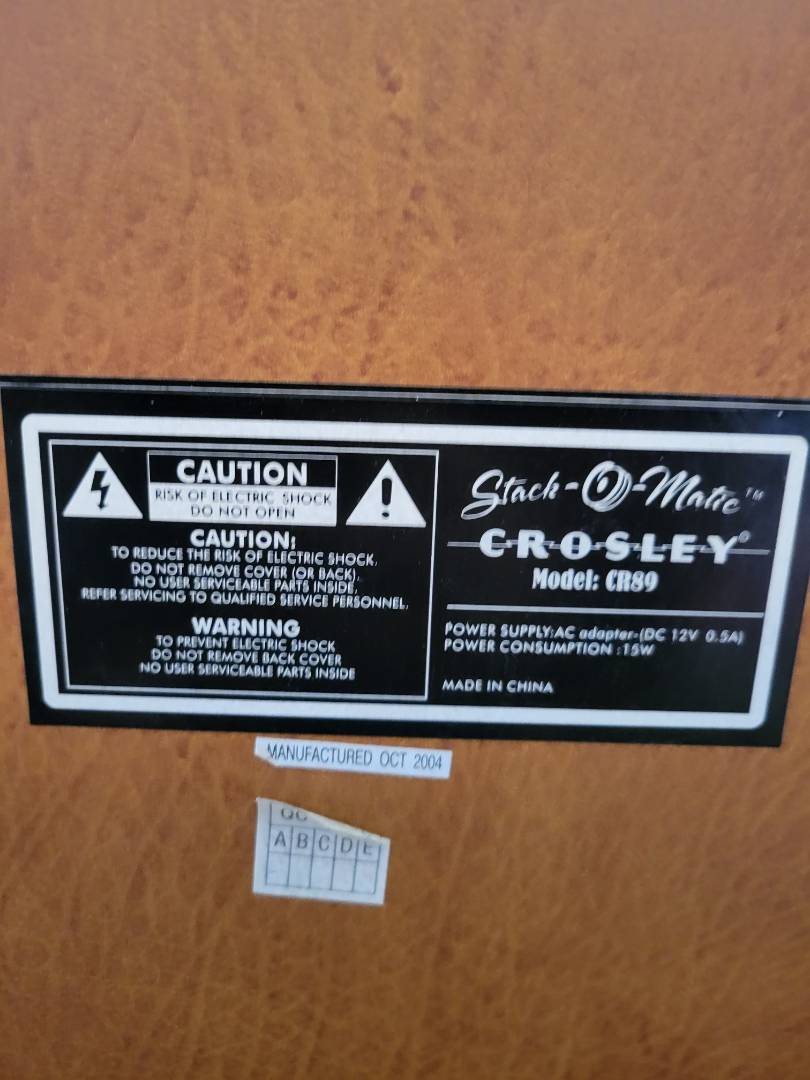 CAUTION
RISK OF ELECTRIC SHOCK
DO NOT OPEN
CAUTION:
TO REDUCE THE RISK OF ELECTRIC SHOCK,
DO NOT REMOVE COVER (OR BACK),
NO USER SERVICEABLE PARTS INSIDE,
REFER SERVICING TO QUALIFIED SERVICE PERSONNEL,
WARNING
TO PREVENT ELECTRIC SHOCK
DO NOT REMOVE BACK COVER
NO USER SERVICEABLE PARTS INSIDE
Stack-O-Matic™
CROSLEY®
Model: CR89
POWER SUPPLY:AC adapter-(DC 12V 0.5A)
POWER CONSUMPTION :15W
MADE IN CHINA
MANUFACTURED OCT 2004
QC
A B C D E